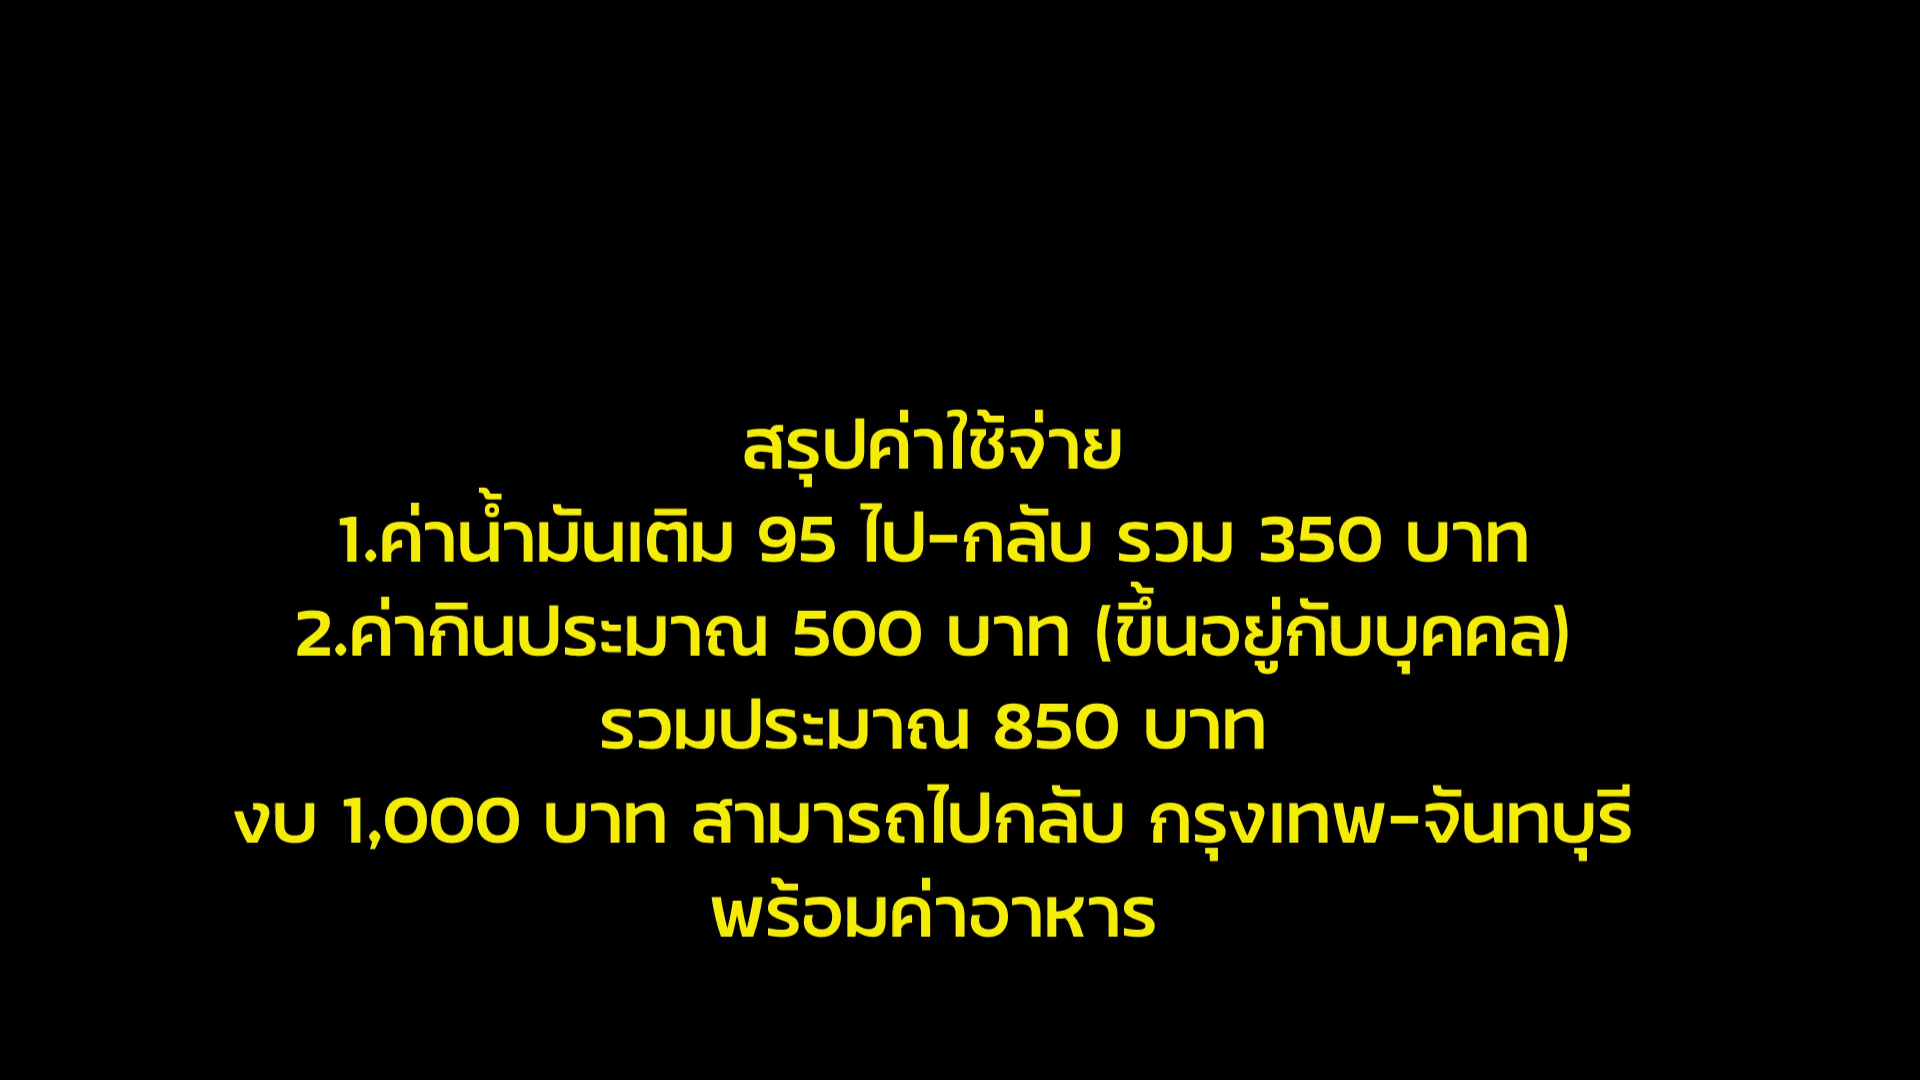 สรุปค่าใช้จ่าย
1.ค่าน้ำมันเติม 95 ไป-กลับ รวม 350 บาท
2.ค่ากินประมาณ 500 บาท (ขึ้นอยู่กับบุคคล)
รวมประมาณ 850 บาท
งบ 1,000 บาท สามารถไปกลับ กรุงเทพ-จันทบุรี
พร้อมค่าอาหาร